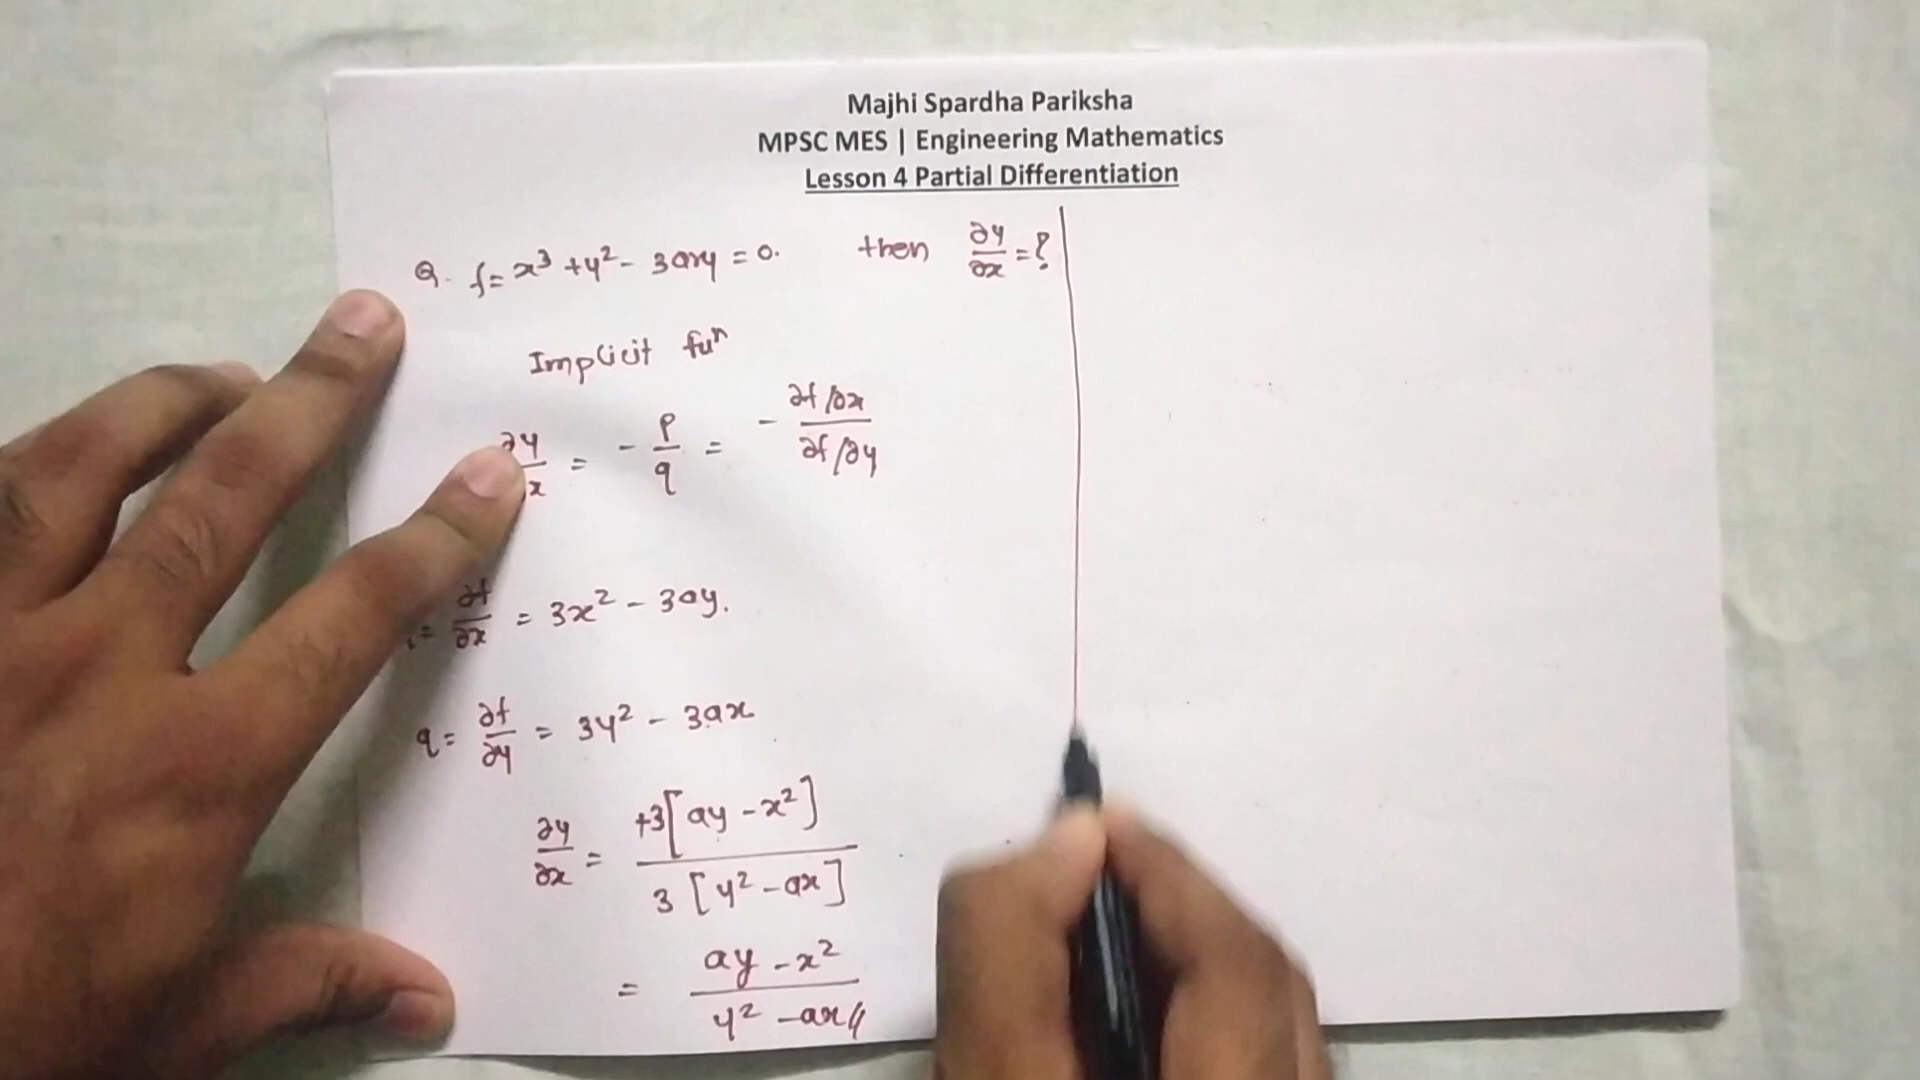 Majhi Spardha Pariksha
MPSC MES | Engineering Mathematics
Lesson 4 Partial Differentiation
Q. f = x³ + y² - 3axy = 0. then ∂y/∂x = ?
Implicit fuⁿ
∂y/x = - p/q = - (∂f/∂x)/(∂f/∂y)
= ∂f/∂x = 3x² - 3ay.
q = ∂f/∂y = 3y² - 3ax
∂y/∂x = +3[ay - x²] / 3[y² - ax]
= (ay - x²)/(y² - ax)